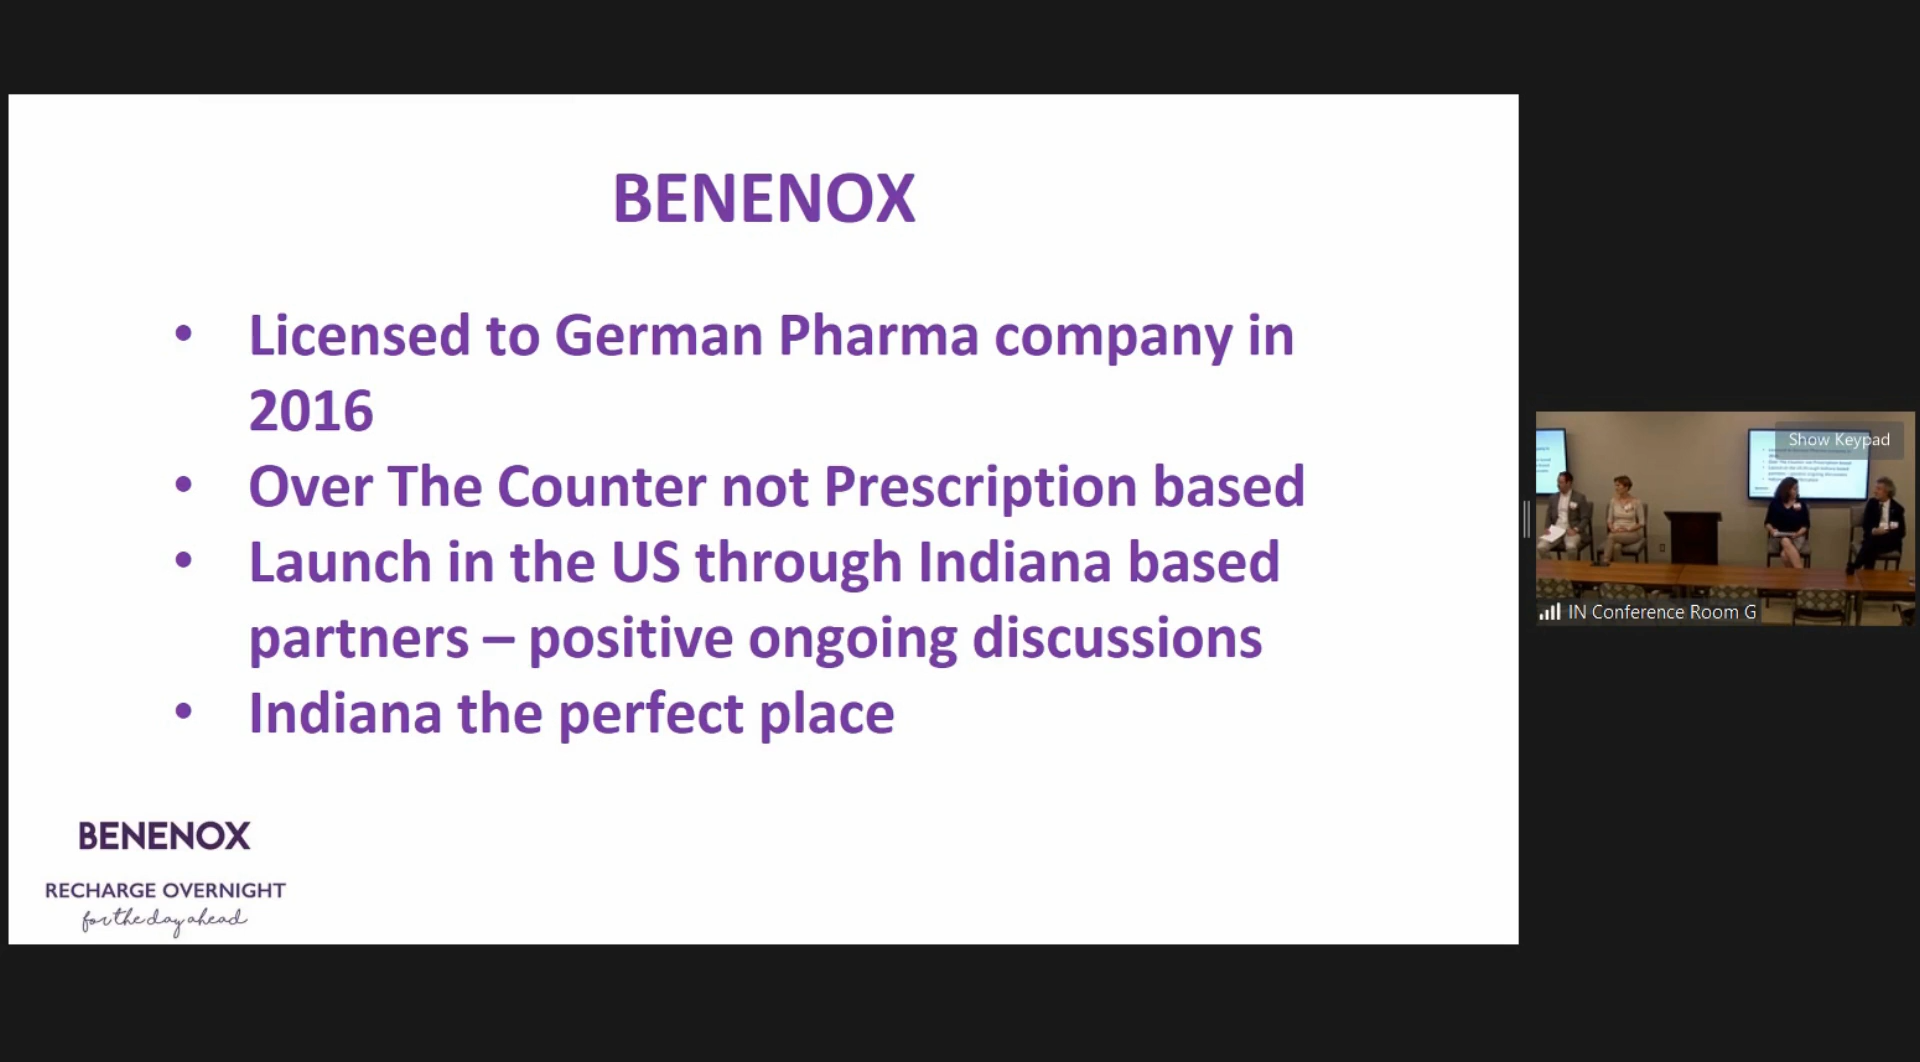 BENENOX
• Licensed to German Pharma company in
2016
• Over The Counter not Prescription based
• Launch in the US through Indiana based
partners – positive ongoing discussions
• Indiana the perfect place
BENENOX
RECHARGE OVERNIGHT
for the day ahead
Show Keypad
IN Conference Room G